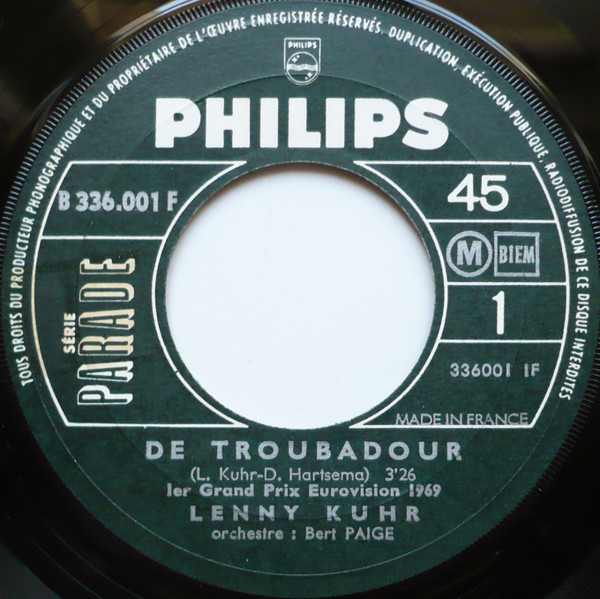 TOUS DROITS DU PRODUCTEUR PHONOGRAPHIQUE ET DU PROPRIÉTAIRE DE L'ŒUVRE ENREGISTRÉE RÉSERVÉS. DUPLICATION, EXÉCUTION PUBLIQUE, RADIODIFFUSION DE CE DISQUE INTERDITES
PHILIPS
PHILIPS
B 336.001 F
45
SÉRIE
PARADE
M BIEM
1
336001 1F
MADE IN FRANCE
DE TROUBADOUR
(L. Kuhr-D. Hartsema) 3'26
1er Grand Prix Eurovision 1969
LENNY KUHR
orchestre : Bert PAIGE